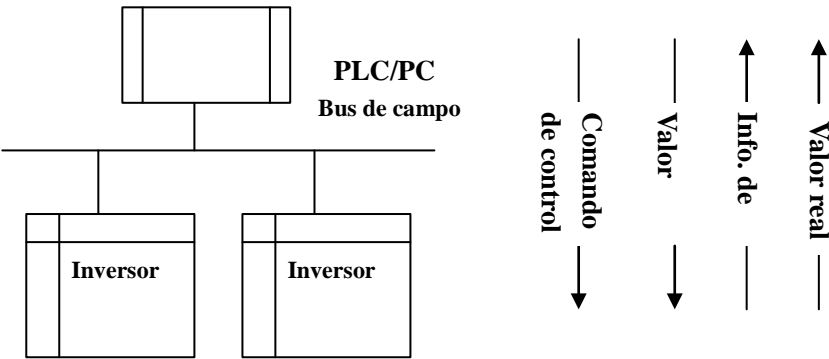 PLC/PC
Bus de campo
Inversor
Inversor
Comando
de control
Valor
Info. de
Valor real